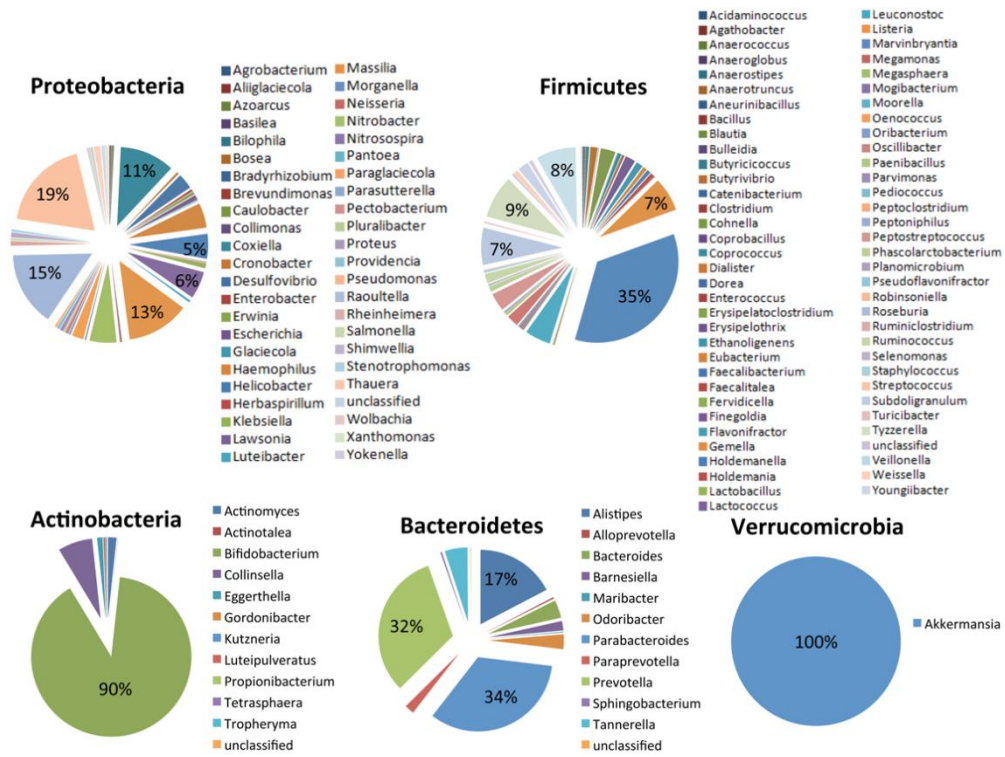 Proteobacteria
19%
11%
5%
6%
13%
15%
Agrobacterium
Aliiglaciecola
Azoarcus
Basilea
Bilophila
Bosea
Bradyrhizobium
Brevundimonas
Caulobacter
Collimonas
Coxiella
Cronobacter
Desulfovibrio
Enterobacter
Erwinia
Escherichia
Glaciecola
Haemophilus
Helicobacter
Herbaspirillum
Klebsiella
Lawsonia
Luteibacter
Massilia
Morganella
Neisseria
Nitrobacter
Nitrosospira
Pantoea
Paraglaciecola
Parasutterella
Pectobacterium
Pluralibacter
Proteus
Providencia
Pseudomonas
Raoultella
Rheinheimera
Salmonella
Shimwellia
Stenotrophomonas
Thauera
unclassified
Wolbachia
Xanthomonas
Yokenella
Firmicutes
8%
9%
7%
7%
35%
Acidaminococcus
Agathobacter
Anaerococcus
Anaeroglobus
Anaerostipes
Anaerotruncus
Aneurinibacillus
Bacillus
Blautia
Bulleidia
Butyricicoccus
Butyrivibrio
Catenibacterium
Clostridium
Cohnella
Coprobacillus
Coprococcus
Dialister
Dorea
Enterococcus
Erysipelatoclostridium
Erysipelothrix
Ethanoligenens
Eubacterium
Faecalibacterium
Faecalitalea
Fervidicella
Finegoldia
Flavonifractor
Gemella
Holdemanella
Holdemania
Lactobacillus
Lactococcus
Leuconostoc
Listeria
Marvinbryantia
Megamonas
Megasphaera
Mogibacterium
Moorella
Oenococcus
Oribacterium
Oscillibacter
Paenibacillus
Parvimonas
Pediococcus
Peptoclostridium
Peptoniphilus
Peptostreptococcus
Phascolarctobacterium
Planomicrobium
Pseudoflavonifractor
Robinsoniella
Roseburia
Ruminiclostridium
Ruminococcus
Selenomonas
Staphylococcus
Streptococcus
Subdoligranulum
Turicibacter
Tyzzerella
unclassified
Veillonella
Weissella
Youngiibacter
Actinobacteria
90%
Actinomyces
Actinotalea
Bifidobacterium
Collinsella
Eggerthella
Gordonibacter
Kutzneria
Luteipulveratus
Propionibacterium
Tetrasphaera
Tropheryma
unclassified
Bacteroidetes
17%
32%
34%
Alistipes
Alloprevotella
Bacteroides
Barnesiella
Maribacter
Odoribacter
Parabacteroides
Paraprevotella
Prevotella
Sphingobacterium
Tannerella
unclassified
Verrucomicrobia
100%
Akkermansia